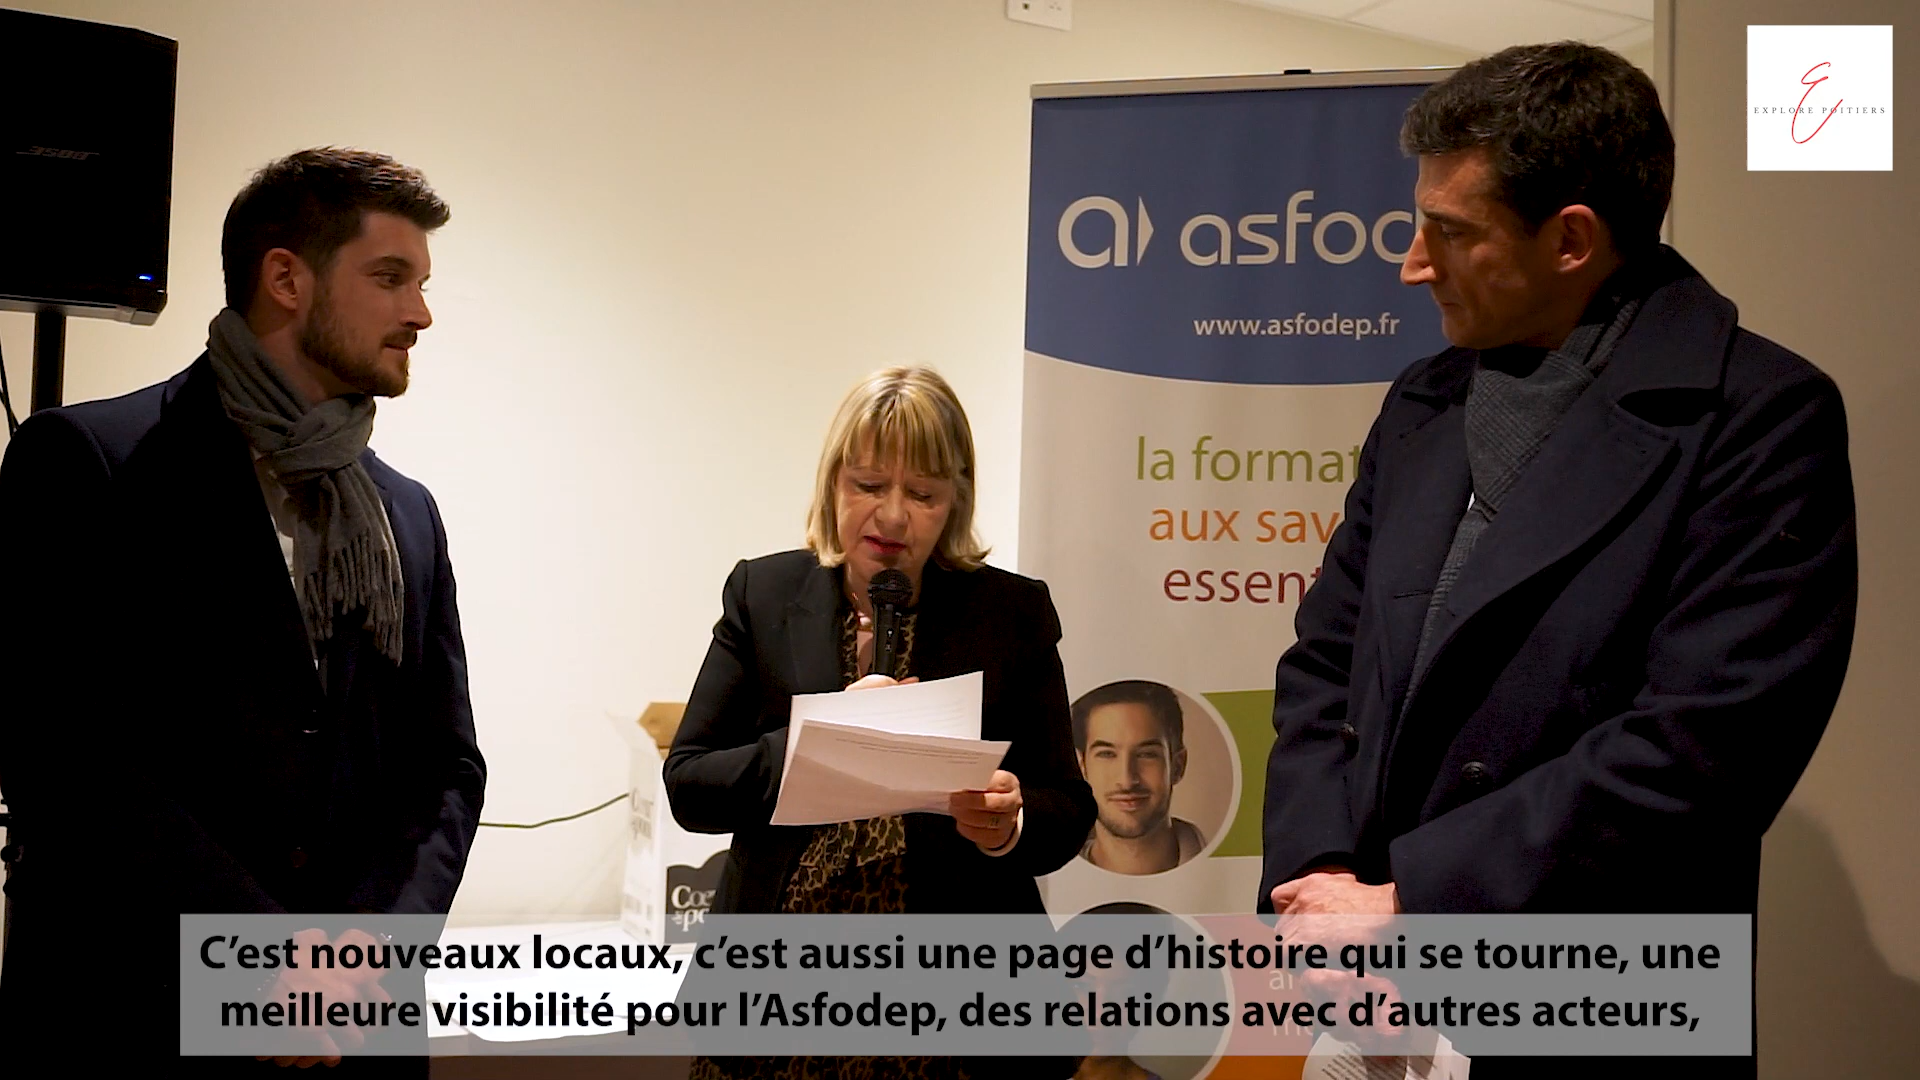 BOSE
EXPLORE POITIERS
asfod
www.asfodep.fr
la format
aux sav
essent
C’est nouveaux locaux, c’est aussi une page d’histoire qui se tourne, une
meilleure visibilité pour l’Asfodep, des relations avec d’autres acteurs,